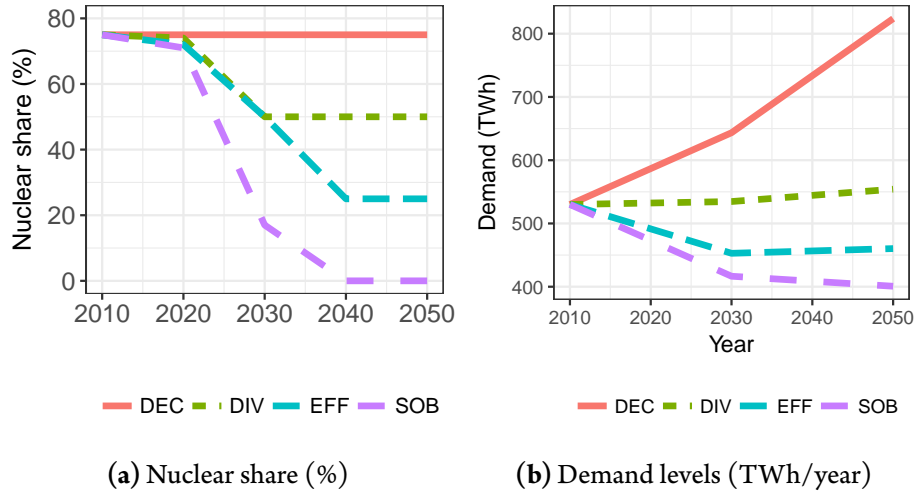 Nuclear share (%)
80
60
40
20
0
2010 2020 2030 2040 2050
DEC DIV EFF SOB
(a) Nuclear share (%)
Demand (TWh)
800
700
600
500
400
2010 2020 2030 2040 2050
Year
DEC DIV EFF SOB
(b) Demand levels (TWh/year)